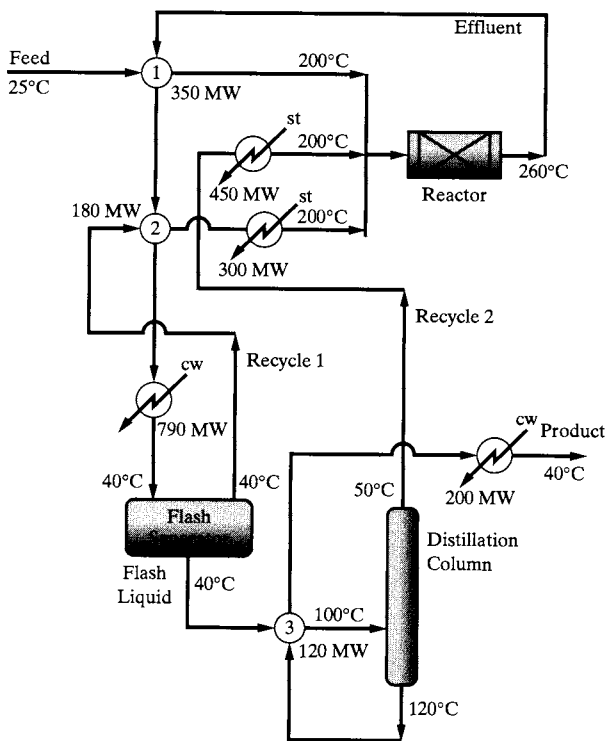 Effluent
Feed
25°C
1
350 MW
200°C
st
200°C
450 MW
Reactor
260°C
180 MW
2
st
200°C
300 MW
Recycle 2
Recycle 1
cw
790 MW
cw
Product
40°C
200 MW
40°C
40°C
50°C
Flash
Distillation
Column
Flash
Liquid
40°C
3
100°C
120 MW
120°C